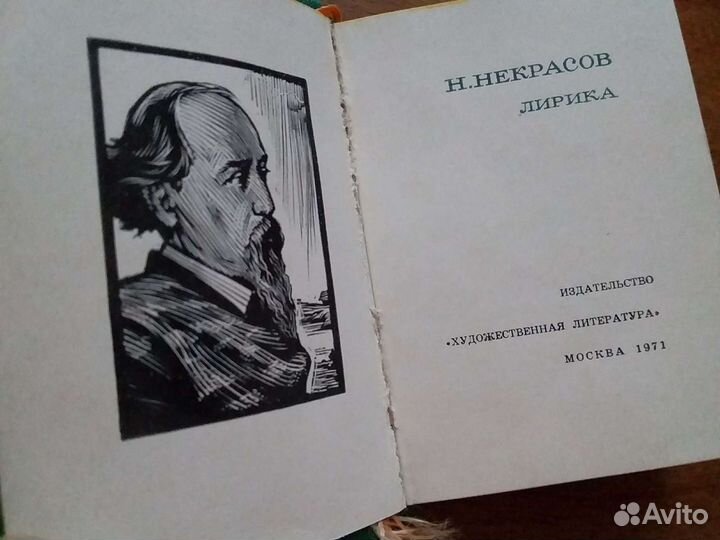 Н. НЕКРАСОВ
ЛИРИКА
ИЗДАТЕЛЬСТВО
«ХУДОЖЕСТВЕННАЯ ЛИТЕРАТУРА»
МОСКВА 1971
Avito